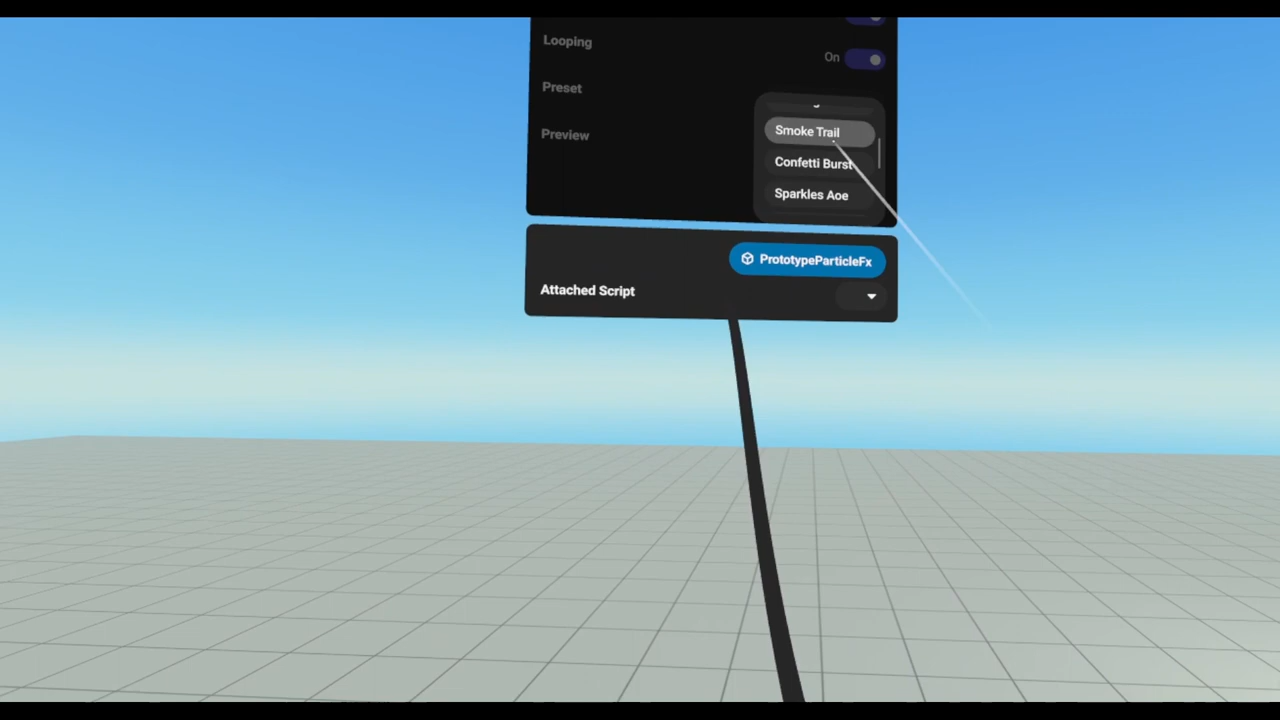 Looping
On
Preset
Preview
Smoke Trail
Confetti Burst
Sparkles Aoe
PrototypeParticleFx
Attached Script